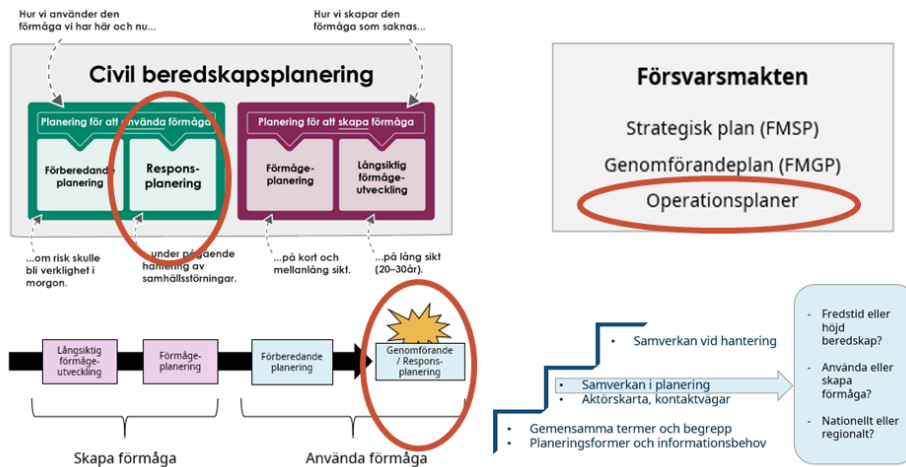 Hur vi använder den
förmåga vi har här och nu...
Hur vi skapar den
förmåga som saknas...
Civil beredskapsplanering
Planering för att använda förmåga
Planering för att skapa förmåga
Förberedande
planering
Respons-
planering
Förmåge-
planering
Långsiktig
förmåge-
utveckling
...om risk skulle
bli verklighet i
morgon.
...under pågående
hantering av
samhällsstörningar.
...på kort och
mellanlång sikt.
...på lång sikt
(20–30år).
Försvarsmakten
Strategisk plan (FMSP)
Genomförandeplan (FMGP)
Operationsplaner
Långsiktig
förmåge-
utveckling
Förmåge-
planering
Förberedande
planering
Genomförande
/ Respons-
planering
Skapa förmåga
Använda förmåga
• Samverkan vid hantering
• Samverkan i planering
• Aktörskarta, kontaktvägar
• Gemensamma termer och begrepp
• Planeringsformer och informationsbehov
- Fredstid eller
höjd
beredskap?
- Använda eller
skapa
förmåga?
- Nationellt eller
regionalt?